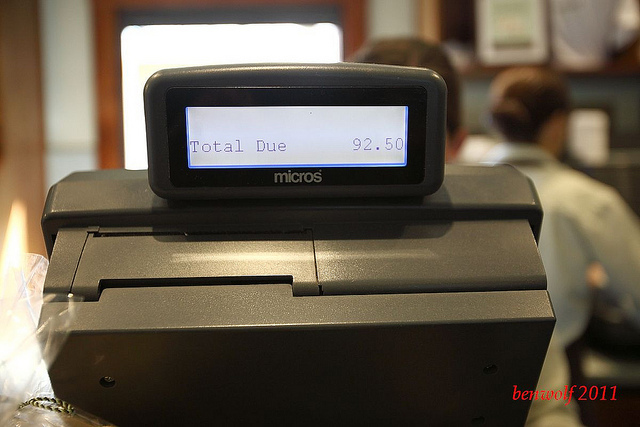 Total Due 92.50
micros
benwolf 2011